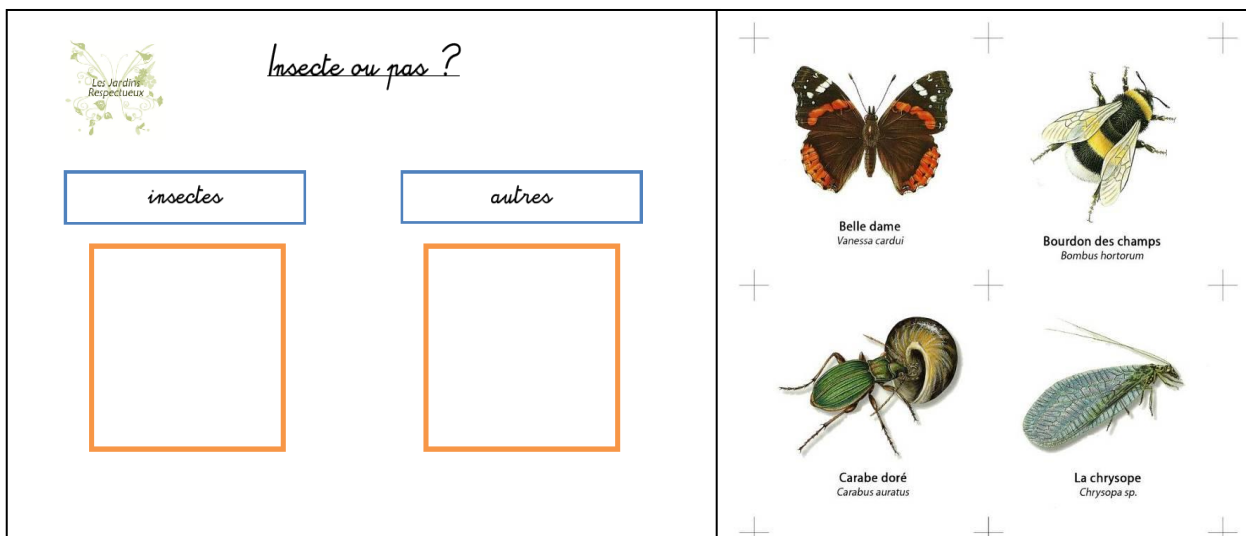 Les Jardins
Respectueux
Insecte ou pas ?
insectes
autres
Belle dame
Vanessa cardui
Bourdon des champs
Bombus hortorum
Carabe doré
Carabus auratus
La chrysope
Chrysopa sp.